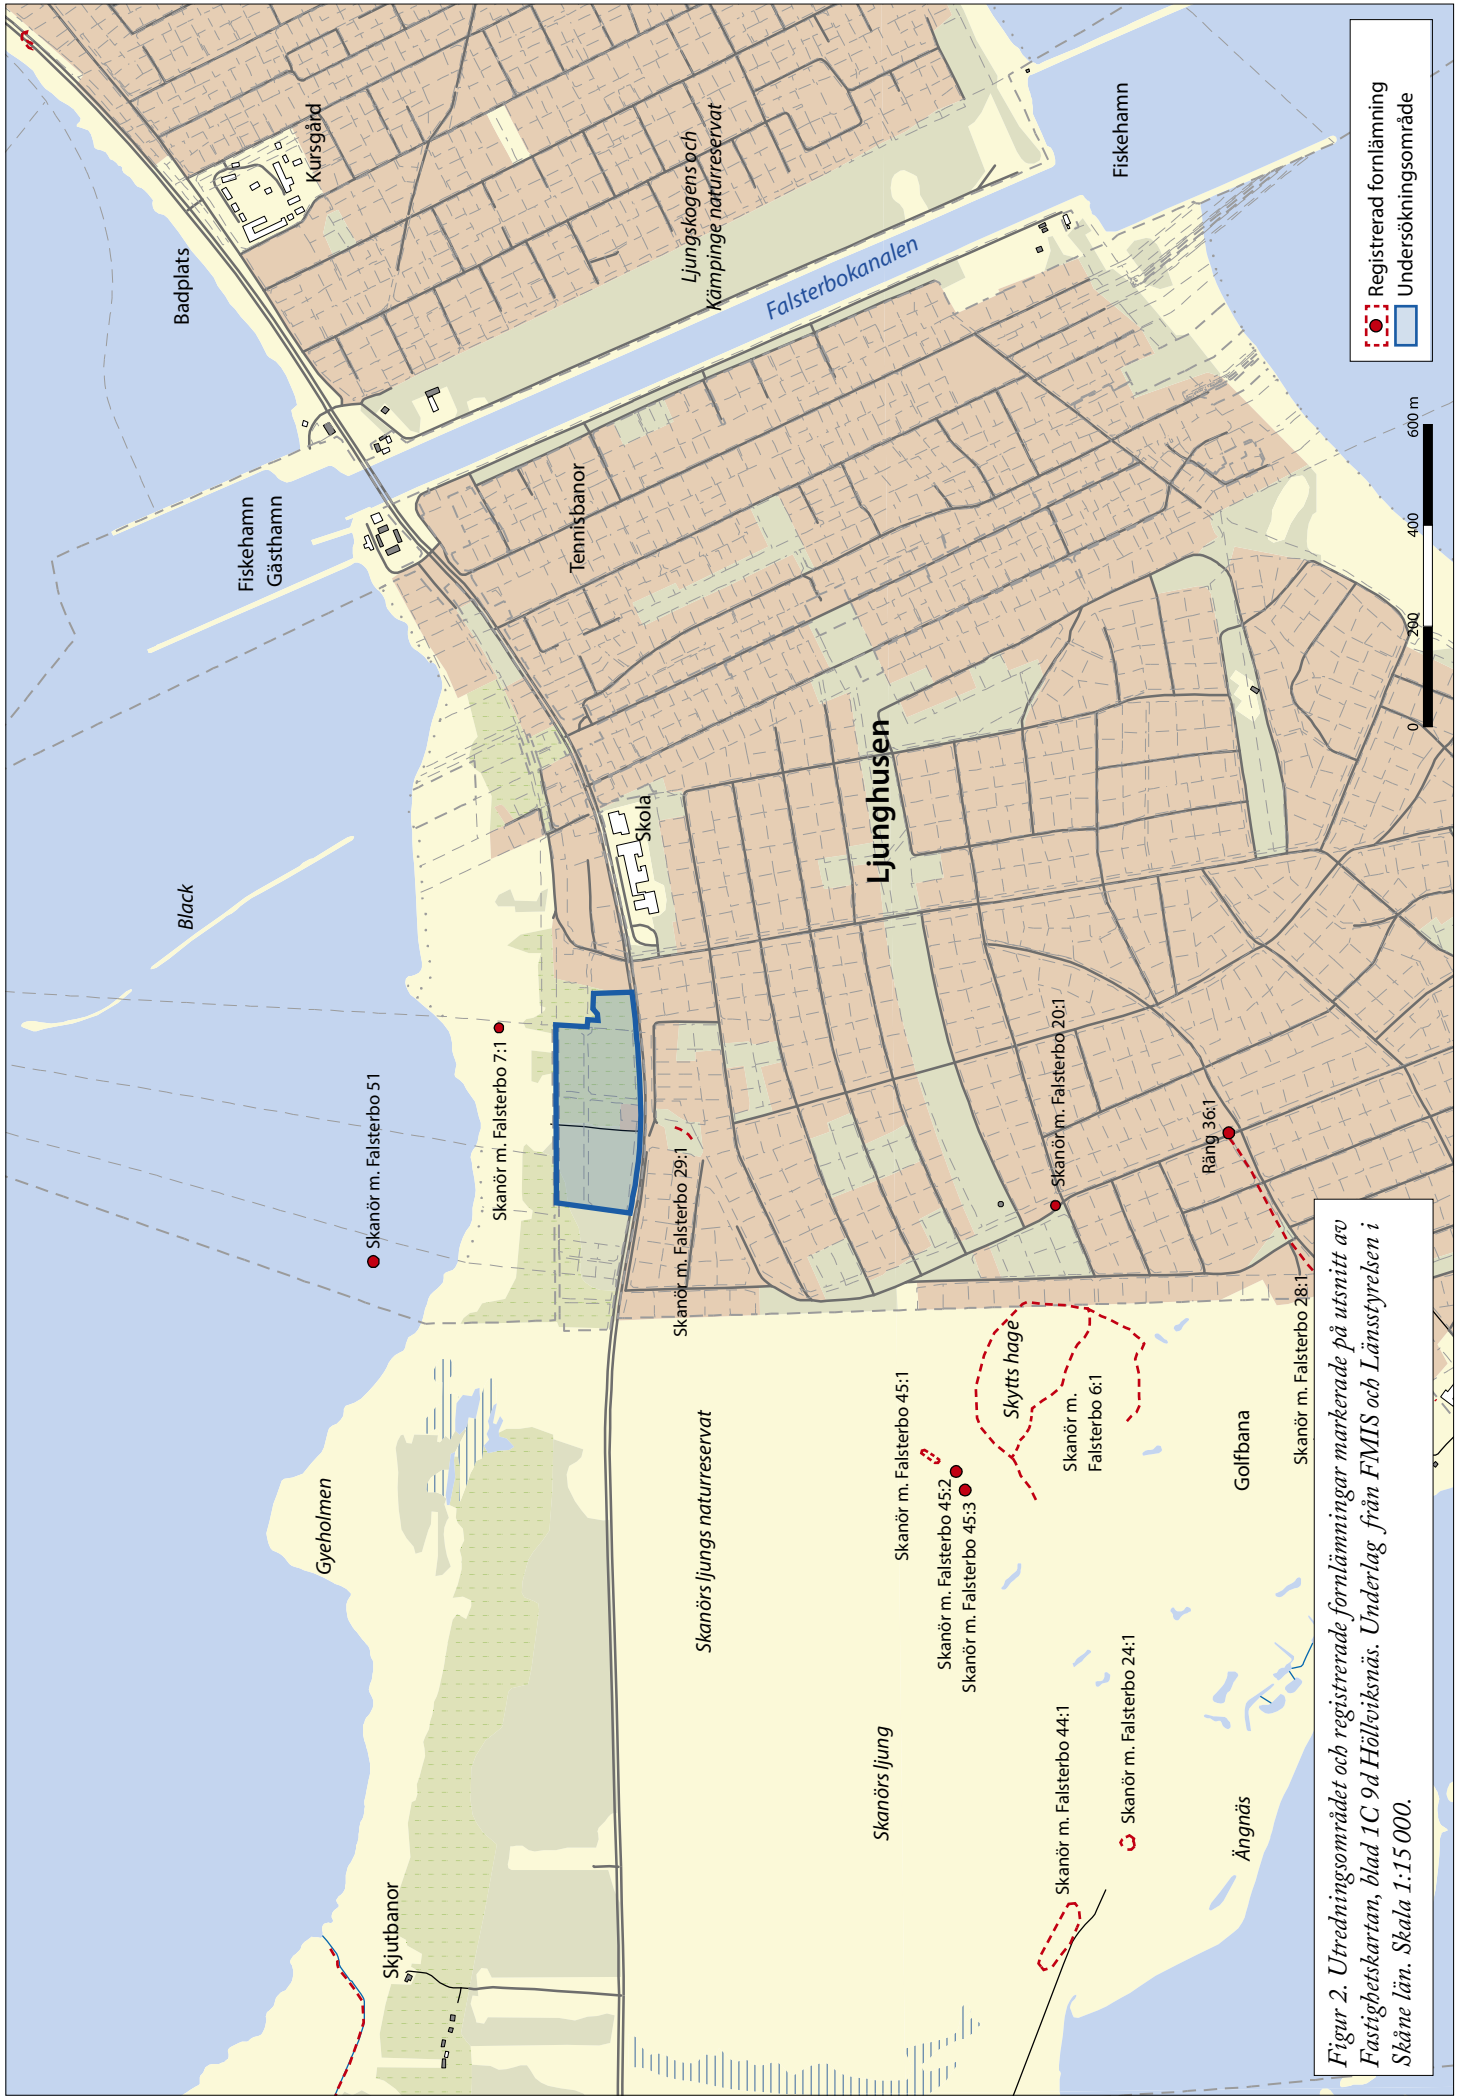 Skjutbanor
Gyeholmen
Skanör m. Falsterbo 51
Black
Fiskehamn
Gästhamn
Badplats
Kursgård
Skanör m. Falsterbo 7:1
Skola
Tennisbanor
Skanör m. Falsterbo 29:1
Skanörs ljungs naturreservat
Ljungskogens och
Kämpinge naturreservat
Falsterbokanalen
Fiskehamn
Skanörs ljung
Ljunghusen
Skanör m. Falsterbo 45:1
Skanör m. Falsterbo 45:2
Skanör m. Falsterbo 45:3
Skytts hage
Skanör m.
Falsterbo 6:1
Skanör m. Falsterbo 20:1
Skanör m. Falsterbo 44:1
Skanör m. Falsterbo 24:1
Räng 36:1
Ängnäs
Golfbana
Skanör m. Falsterbo 28:1
Registrerad fornlämning
Undersökningsområde
0 200 400 600 m
Figur 2. Utredningsområdet och registrerade fornlämningar markerade på utsnitt av
Fastighetskartan, blad 1C 9d Höllviksnäs. Underlag från FMIS och Länsstyrelsen i
Skåne län. Skala 1:15 000.